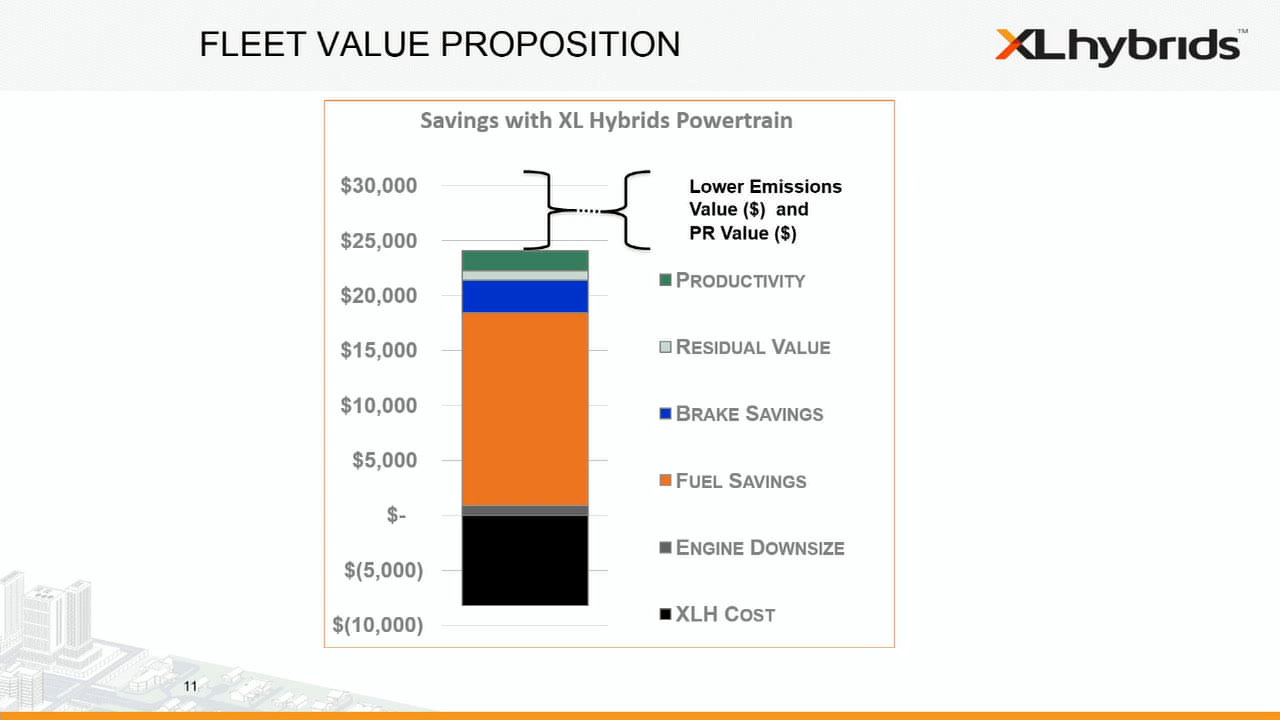 FLEET VALUE PROPOSITION
XLhybrids™
Savings with XL Hybrids Powertrain
$30,000
$25,000
$20,000
$15,000
$10,000
$5,000
$-
$(5,000)
$(10,000)
Lower Emissions
Value ($) and
PR Value ($)
PRODUCTIVITY
RESIDUAL VALUE
BRAKE SAVINGS
FUEL SAVINGS
ENGINE DOWNSIZE
XLH COST
11